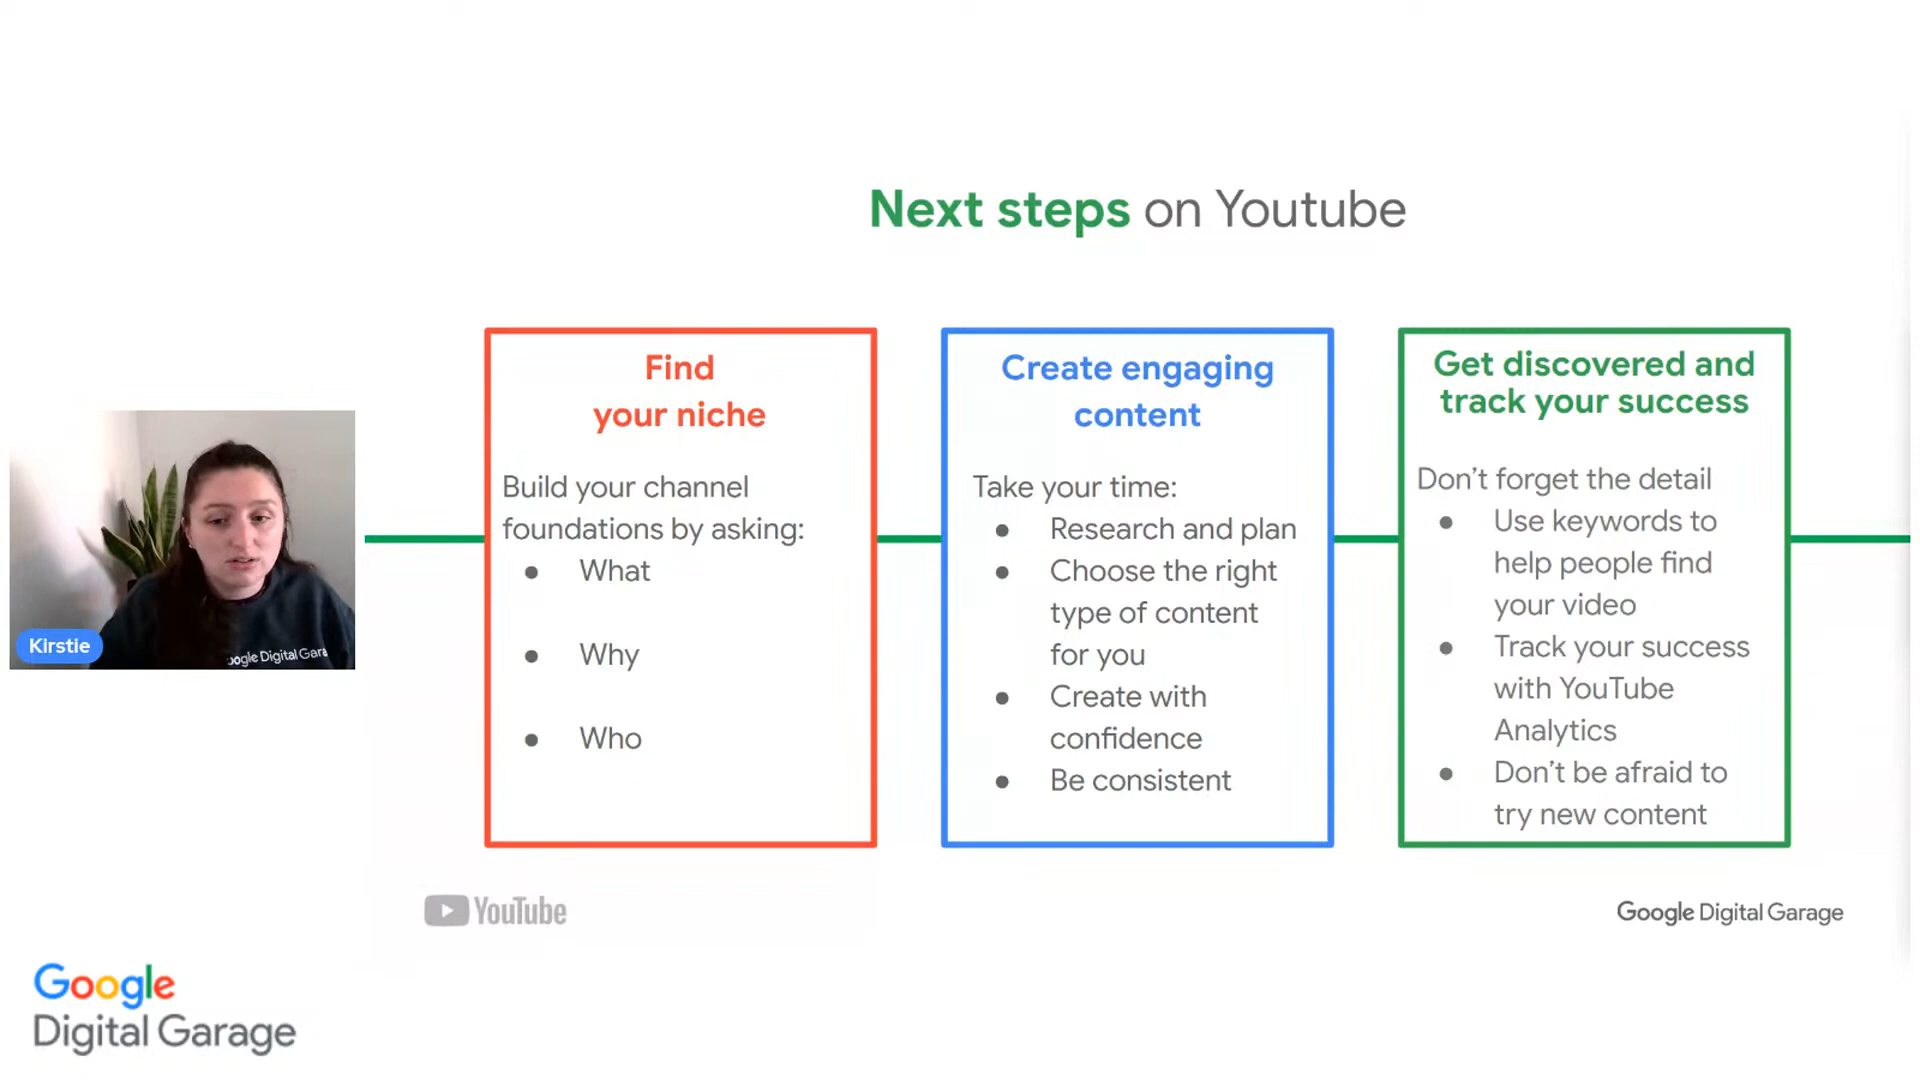 Next steps on Youtube
Find
your niche
Build your channel
foundations by asking:
● What
● Why
● Who
Create engaging
content
Take your time:
● Research and plan
● Choose the right
type of content
for you
● Create with
confidence
● Be consistent
Get discovered and
track your success
Don't forget the detail
● Use keywords to
help people find
your video
● Track your success
with YouTube
Analytics
● Don't be afraid to
try new content
Kirstie
oogle Digital Gara
YouTube
Google Digital Garage
Google
Digital Garage